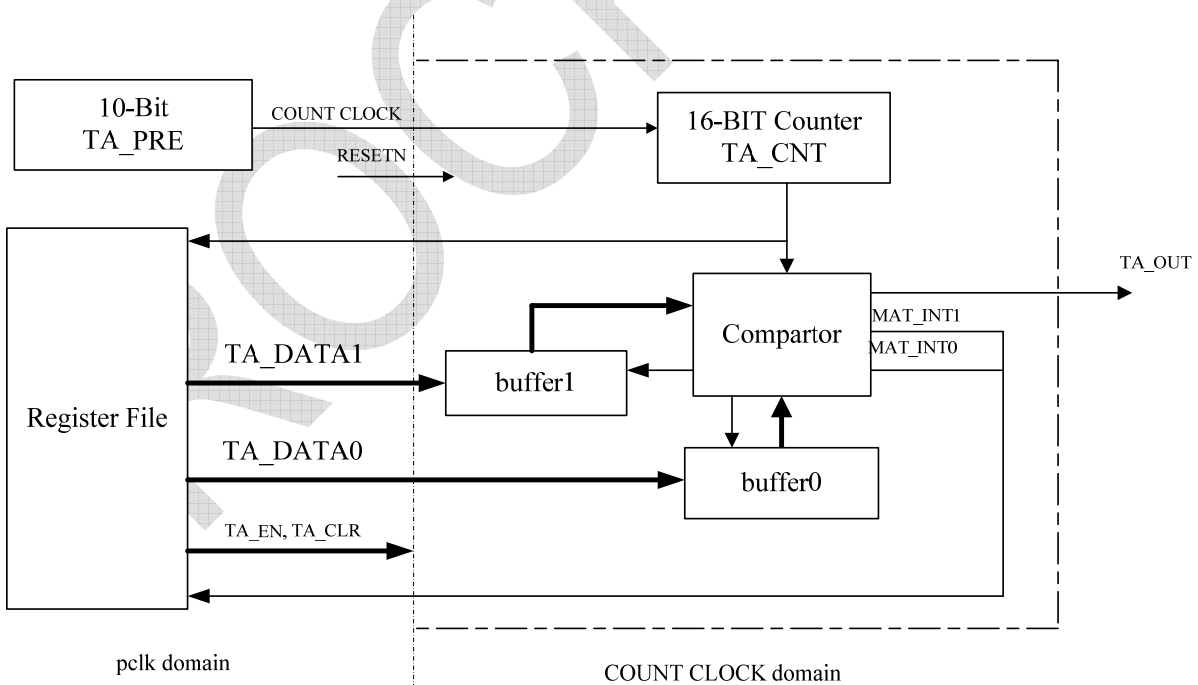 10-Bit
TA_PRE
COUNT CLOCK
16-BIT Counter
TA_CNT
RESETN
TA_OUT
Compartor
MAT_INT1
MAT_INT0
TA_DATA1
buffer1
Register File
TA_DATA0
buffer0
TA_EN, TA_CLR
pclk domain
COUNT CLOCK domain